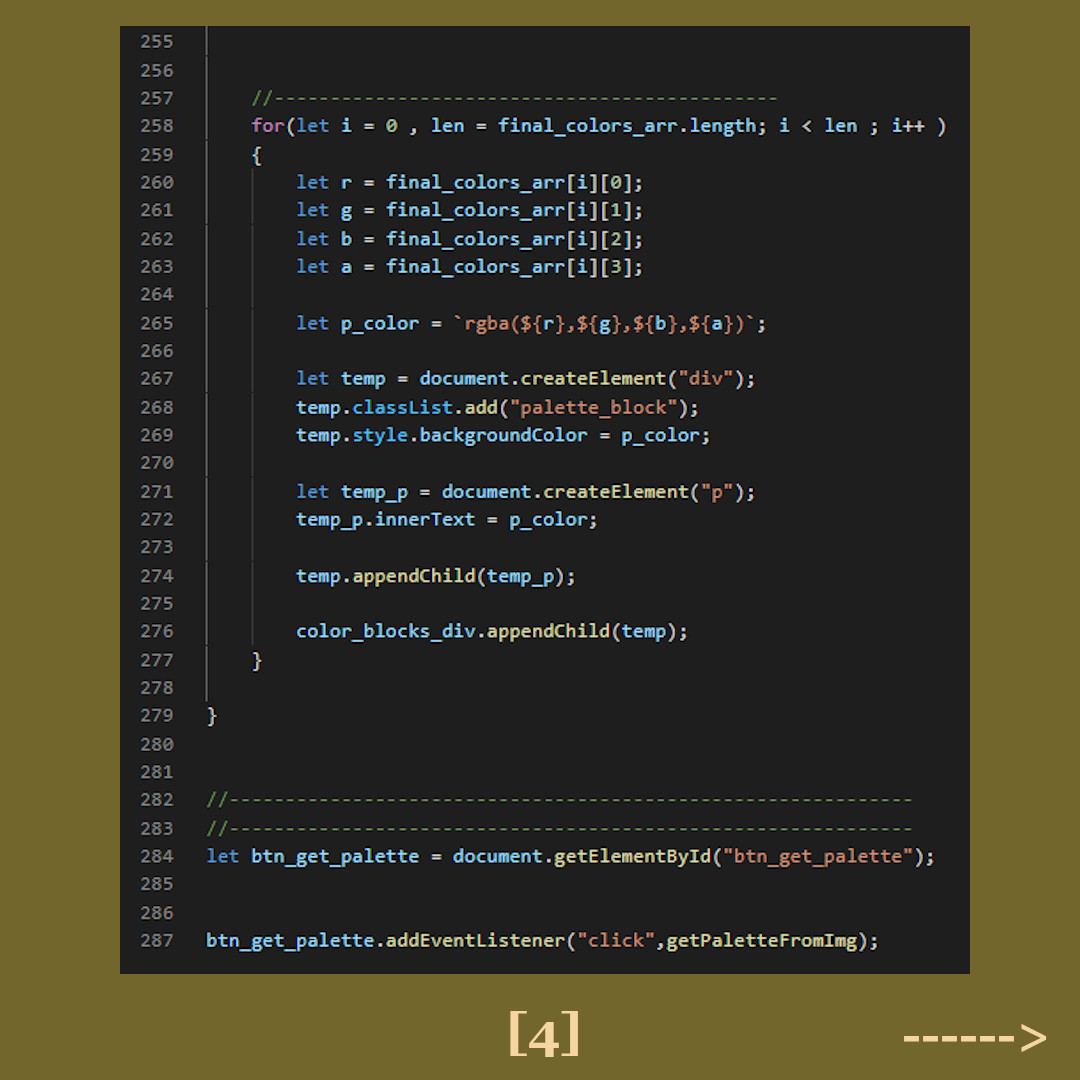 255
256
257 //---------------------------------------------
258 for(let i = 0 , len = final_colors_arr.length; i < len ; i++ )
259 {
260 let r = final_colors_arr[i][0];
261 let g = final_colors_arr[i][1];
262 let b = final_colors_arr[i][2];
263 let a = final_colors_arr[i][3];
264
265 let p_color = `rgba(${r},${g},${b},${a})`;
266
267 let temp = document.createElement("div");
268 temp.classList.add("palette_block");
269 temp.style.backgroundColor = p_color;
270
271 let temp_p = document.createElement("p");
272 temp_p.innerText = p_color;
273
274 temp.appendChild(temp_p);
275
276 color_blocks_div.appendChild(temp);
277 }
278
279 }
280
281
282 //-------------------------------------------------------------
283 //-------------------------------------------------------------
284 let btn_get_palette = document.getElementById("btn_get_palette");
285
286
287 btn_get_palette.addEventListener("click",getPaletteFromImg);
[4]
------>